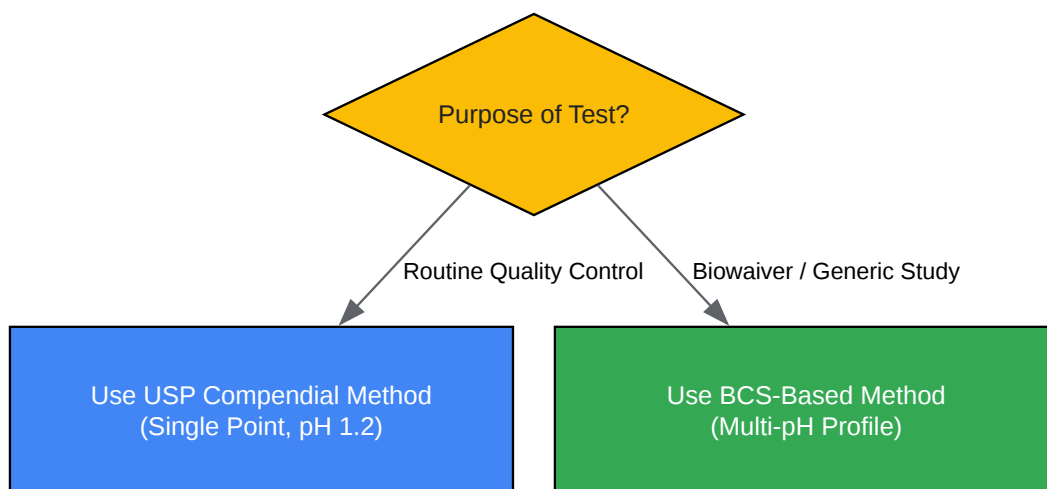 Purpose of Test?
Routine Quality Control
Biowaiver / Generic Study
Use USP Compendial Method
(Single Point, pH 1.2)
Use BCS-Based Method
(Multi-pH Profile)